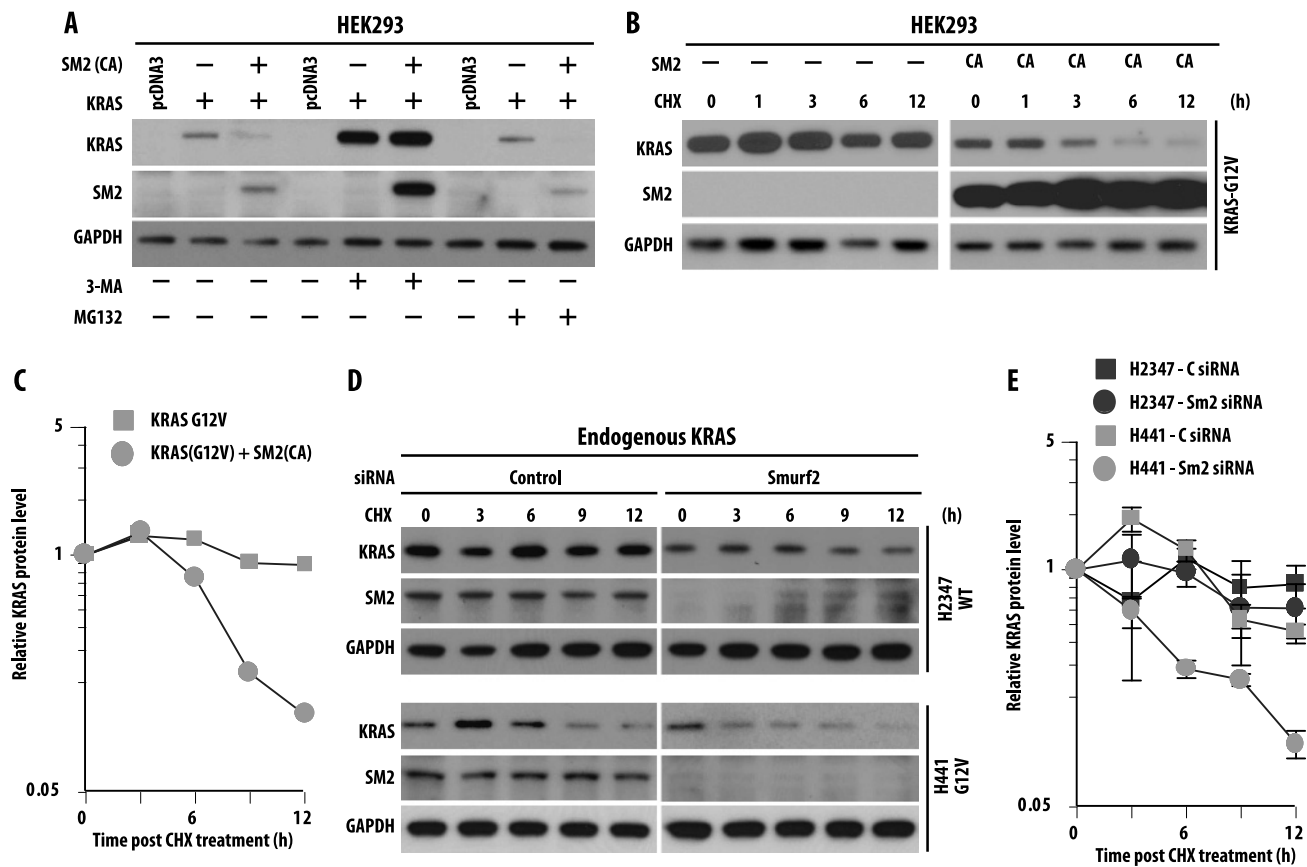 A
HEK293
SM2 (CA) pcDNA3 – + pcDNA3 – + pcDNA3 – +
KRAS + + + + + +
KRAS
SM2
GAPDH
3-MA – – – – + + – – –
MG132 – – – – – – – + +
B
HEK293
SM2 – – – – – CA CA CA CA CA
CHX 0 1 3 6 12 0 1 3 6 12 (h)
KRAS
SM2
GAPDH
KRAS-G12V
C
KRAS G12V
KRAS(G12V) + SM2(CA)
Relative KRAS protein level
5
1
0.05
0 6 12
Time post CHX treatment (h)
D
Endogenous KRAS
siRNA Control Smurf2
CHX 0 3 6 9 12 0 3 6 9 12 (h)
KRAS
SM2
GAPDH
H2347
WT
KRAS
SM2
GAPDH
H441
G12V
E
H2347 - C siRNA
H2347 - Sm2 siRNA
H441 - C siRNA
H441 - Sm2 siRNA
Relative KRAS protein level
5
1
0.05
0 6 12
Time post CHX treatment (h)